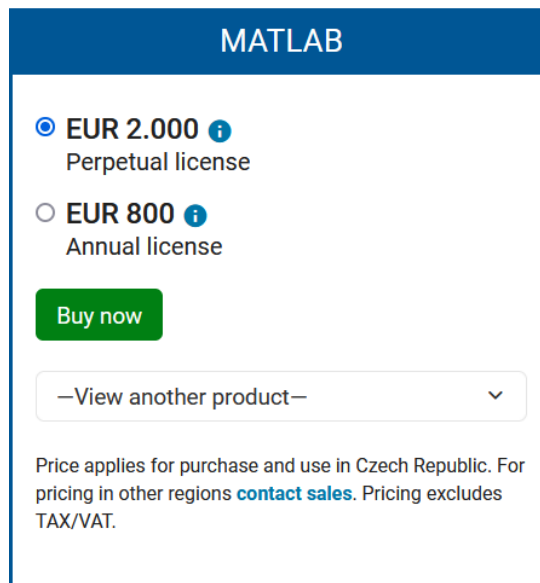 MATLAB
EUR 2.000
Perpetual license
EUR 800
Annual license
Buy now
—View another product—
Price applies for purchase and use in Czech Republic. For
pricing in other regions contact sales. Pricing excludes
TAX/VAT.